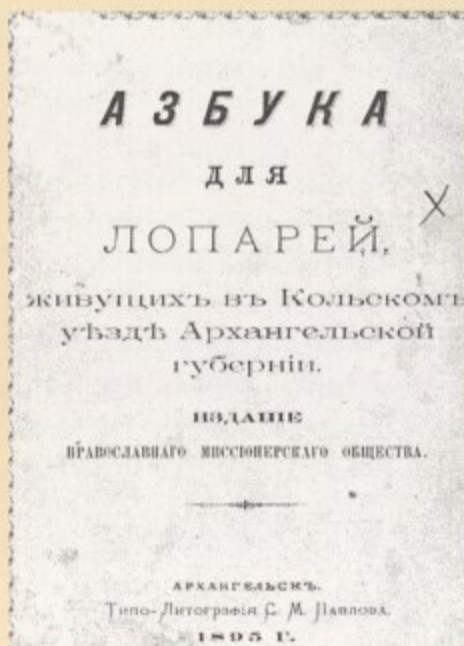 АЗБУКА
ДЛЯ
ЛОПАРЕЙ,
живущихъ въ Кольскомъ
уѣздѣ Архангельской
губерніи.
ИЗДАНІЕ
ПРАВОСЛАВНАГО МИССІОНЕРСКАГО ОБЩЕСТВА.
АРХАНГЕЛЬСКЪ.
Типо-Литографія С. М. Павлова.
1895 Г.